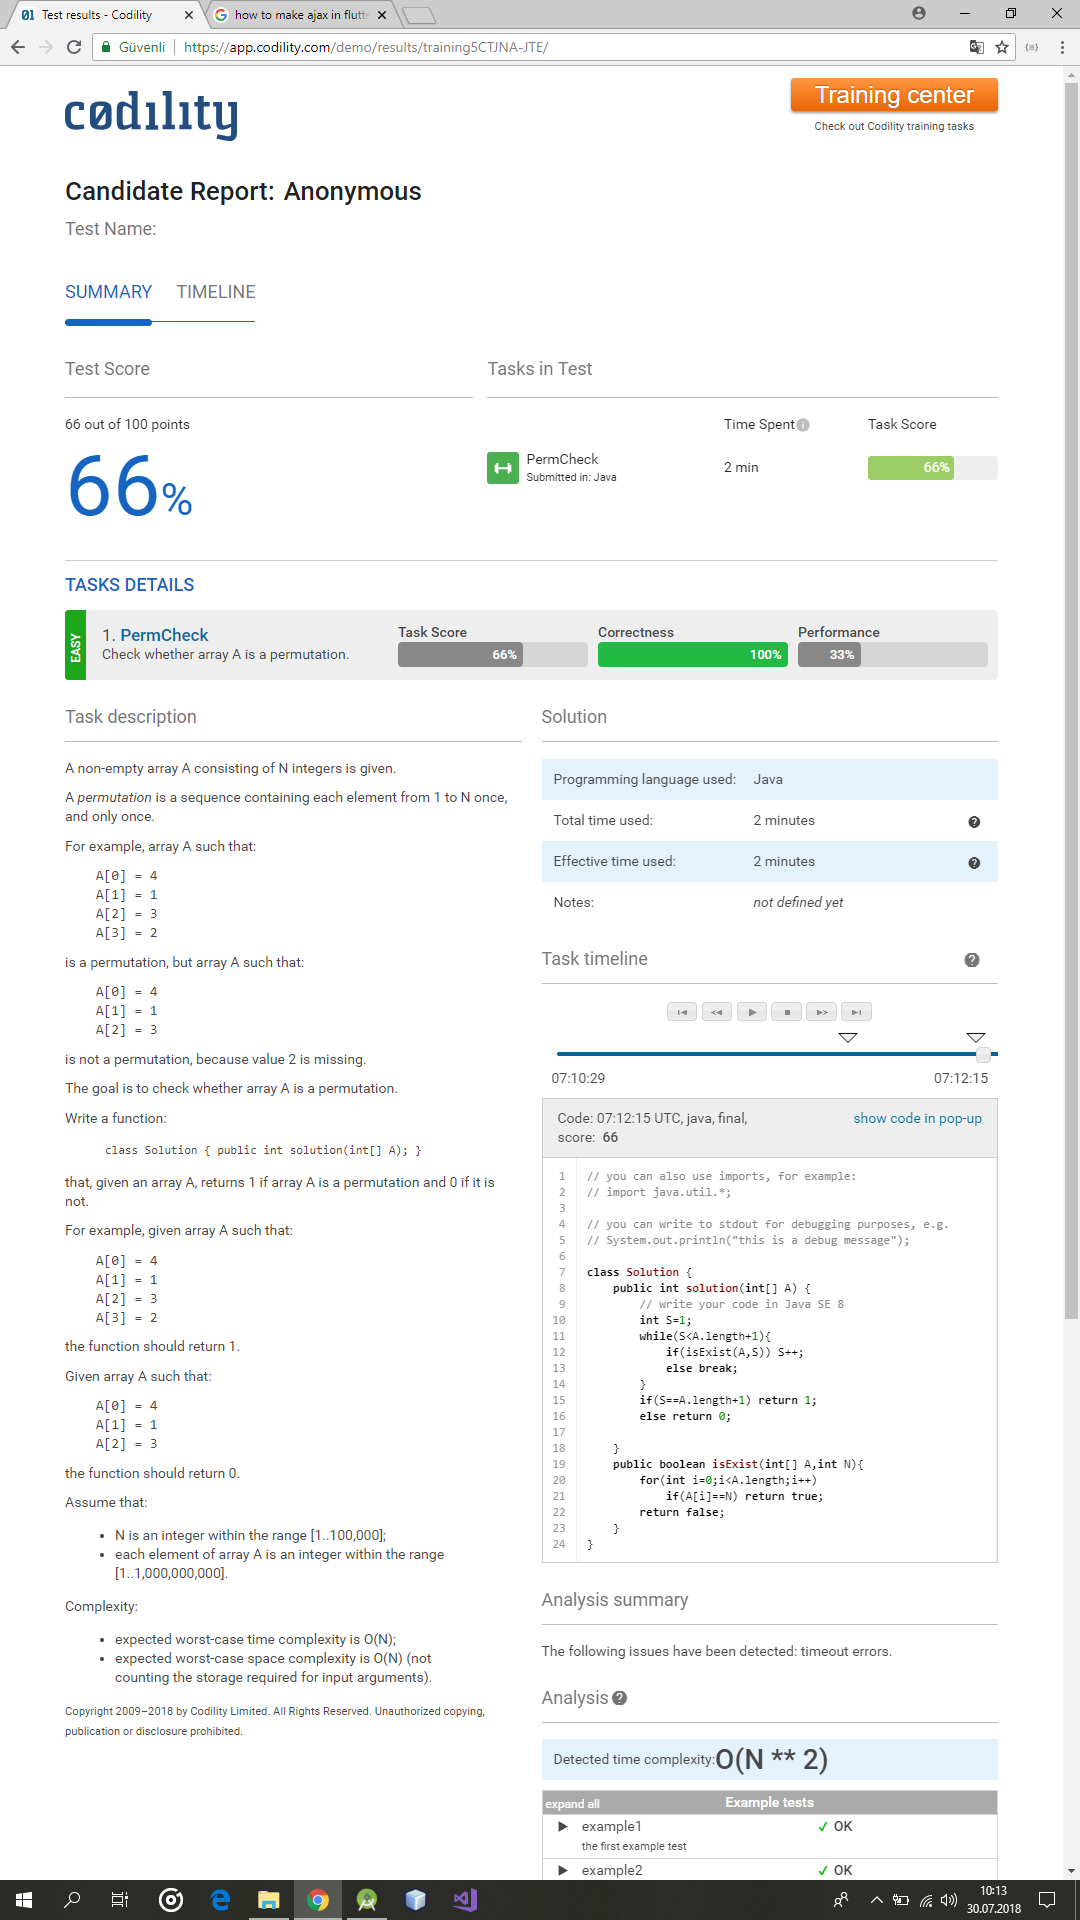 Test results - Codility
how to make ajax in flutt
Güvenli
https://app.codility.com/demo/results/training5CTJNA-JTE/
codility
Training center
Check out Codility training tasks
Candidate Report: Anonymous
Test Name:
SUMMARY TIMELINE
Test Score
66 out of 100 points
66%
Tasks in Test
Time Spent Task Score
PermCheck
Submitted in: Java
2 min
66%
TASKS DETAILS
EASY
1. PermCheck
Check whether array A is a permutation.
Task Score
66%
Correctness
100%
Performance
33%
Task description
A non-empty array A consisting of N integers is given.
A permutation is a sequence containing each element from 1 to N once,
and only once.
For example, array A such that:
A[0] = 4
A[1] = 1
A[2] = 3
A[3] = 2
is a permutation, but array A such that:
A[0] = 4
A[1] = 1
A[2] = 3
is not a permutation, because value 2 is missing.
The goal is to check whether array A is a permutation.
Write a function:
class Solution { public int solution(int[] A); }
that, given an array A, returns 1 if array A is a permutation and 0 if it is
not.
For example, given array A such that:
A[0] = 4
A[1] = 1
A[2] = 3
A[3] = 2
the function should return 1.
Given array A such that:
A[0] = 4
A[1] = 1
A[2] = 3
the function should return 0.
Assume that:
• N is an integer within the range [1..100,000];
• each element of array A is an integer within the range
[1..1,000,000,000].
Complexity:
• expected worst-case time complexity is O(N);
• expected worst-case space complexity is O(N) (not
counting the storage required for input arguments).
Copyright 2009–2018 by Codility Limited. All Rights Reserved. Unauthorized copying,
publication or disclosure prohibited.
Solution
Programming language used: Java
Total time used: 2 minutes
Effective time used: 2 minutes
Notes: not defined yet
Task timeline
07:10:29 07:12:15
Code: 07:12:15 UTC, java, final,
score: 66
show code in pop-up
1 // you can also use imports, for example:
2 // import java.util.*;
3
4 // you can write to stdout for debugging purposes, e.g.
5 // System.out.println("this is a debug message");
6
7 class Solution {
8 public int solution(int[] A) {
9 // write your code in Java SE 8
10 int S=1;
11 while(S<A.length+1){
12 if(isExist(A,S)) S++;
13 else break;
14 }
15 if(S==A.length+1) return 1;
16 else return 0;
17
18 }
19 public boolean isExist(int[] A,int N){
20 for(int i=0;i<A.length;i++)
21 if(A[i]==N) return true;
22 return false;
23 }
24 }
Analysis summary
The following issues have been detected: timeout errors.
Analysis
Detected time complexity: O(N ** 2)
expand all Example tests
example1 ✓ OK
the first example test
example2 ✓ OK
10:13
30.07.2018